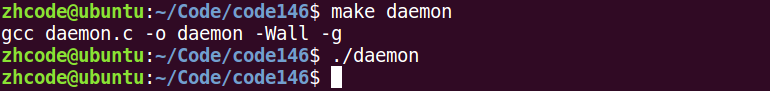 zhcode@ubuntu:~/Code/code146$ make daemon
gcc daemon.c -o daemon -Wall -g
zhcode@ubuntu:~/Code/code146$ ./daemon
zhcode@ubuntu:~/Code/code146$